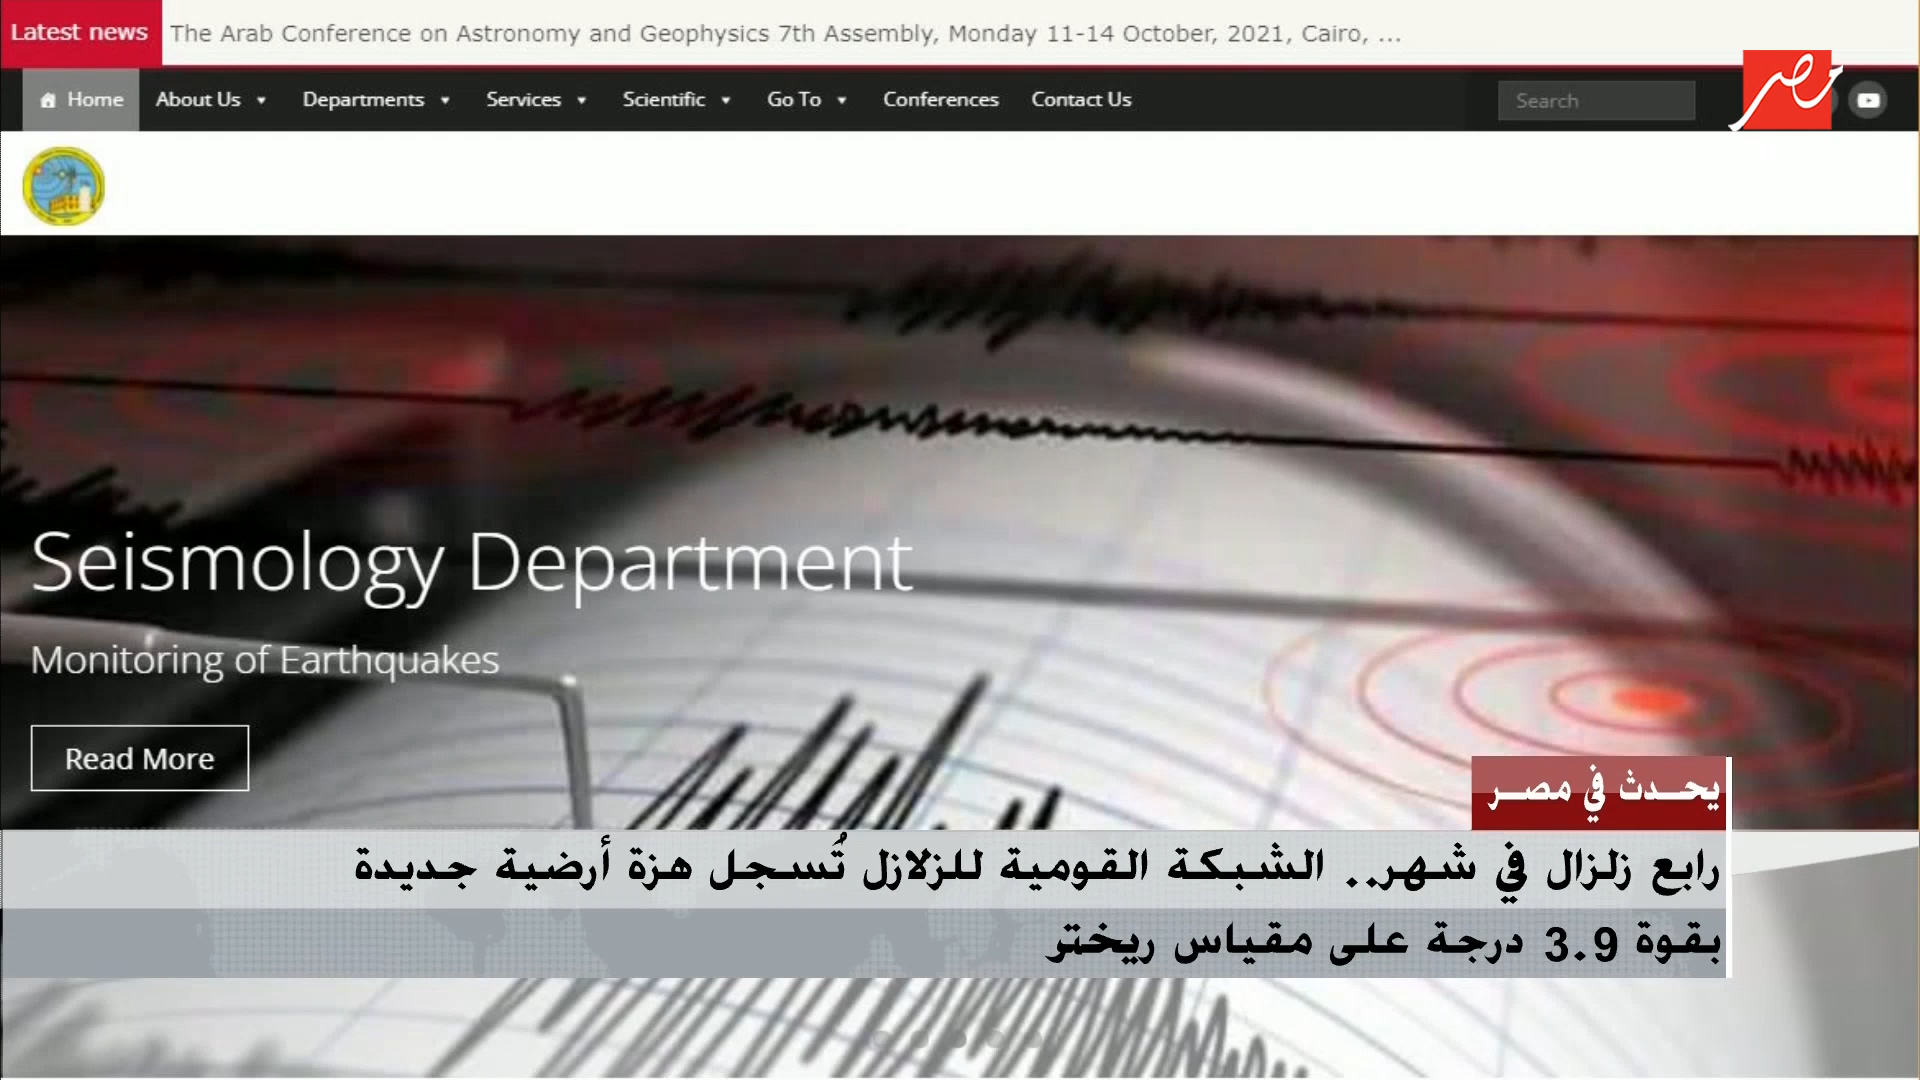 Latest news The Arab Conference on Astronomy and Geophysics 7th Assembly, Monday 11-14 October, 2021, Cairo, ...
Home About Us Departments Services Scientific Go To Conferences Contact Us Search
مصر
Seismology Department
Monitoring of Earthquakes
Read More
يحدث في مصر
رابع زلزال في شهر.. الشبكة القومية للزلازل تُسجل هزة أرضية جديدة
بقوة 3.9 درجة على مقياس ريختر